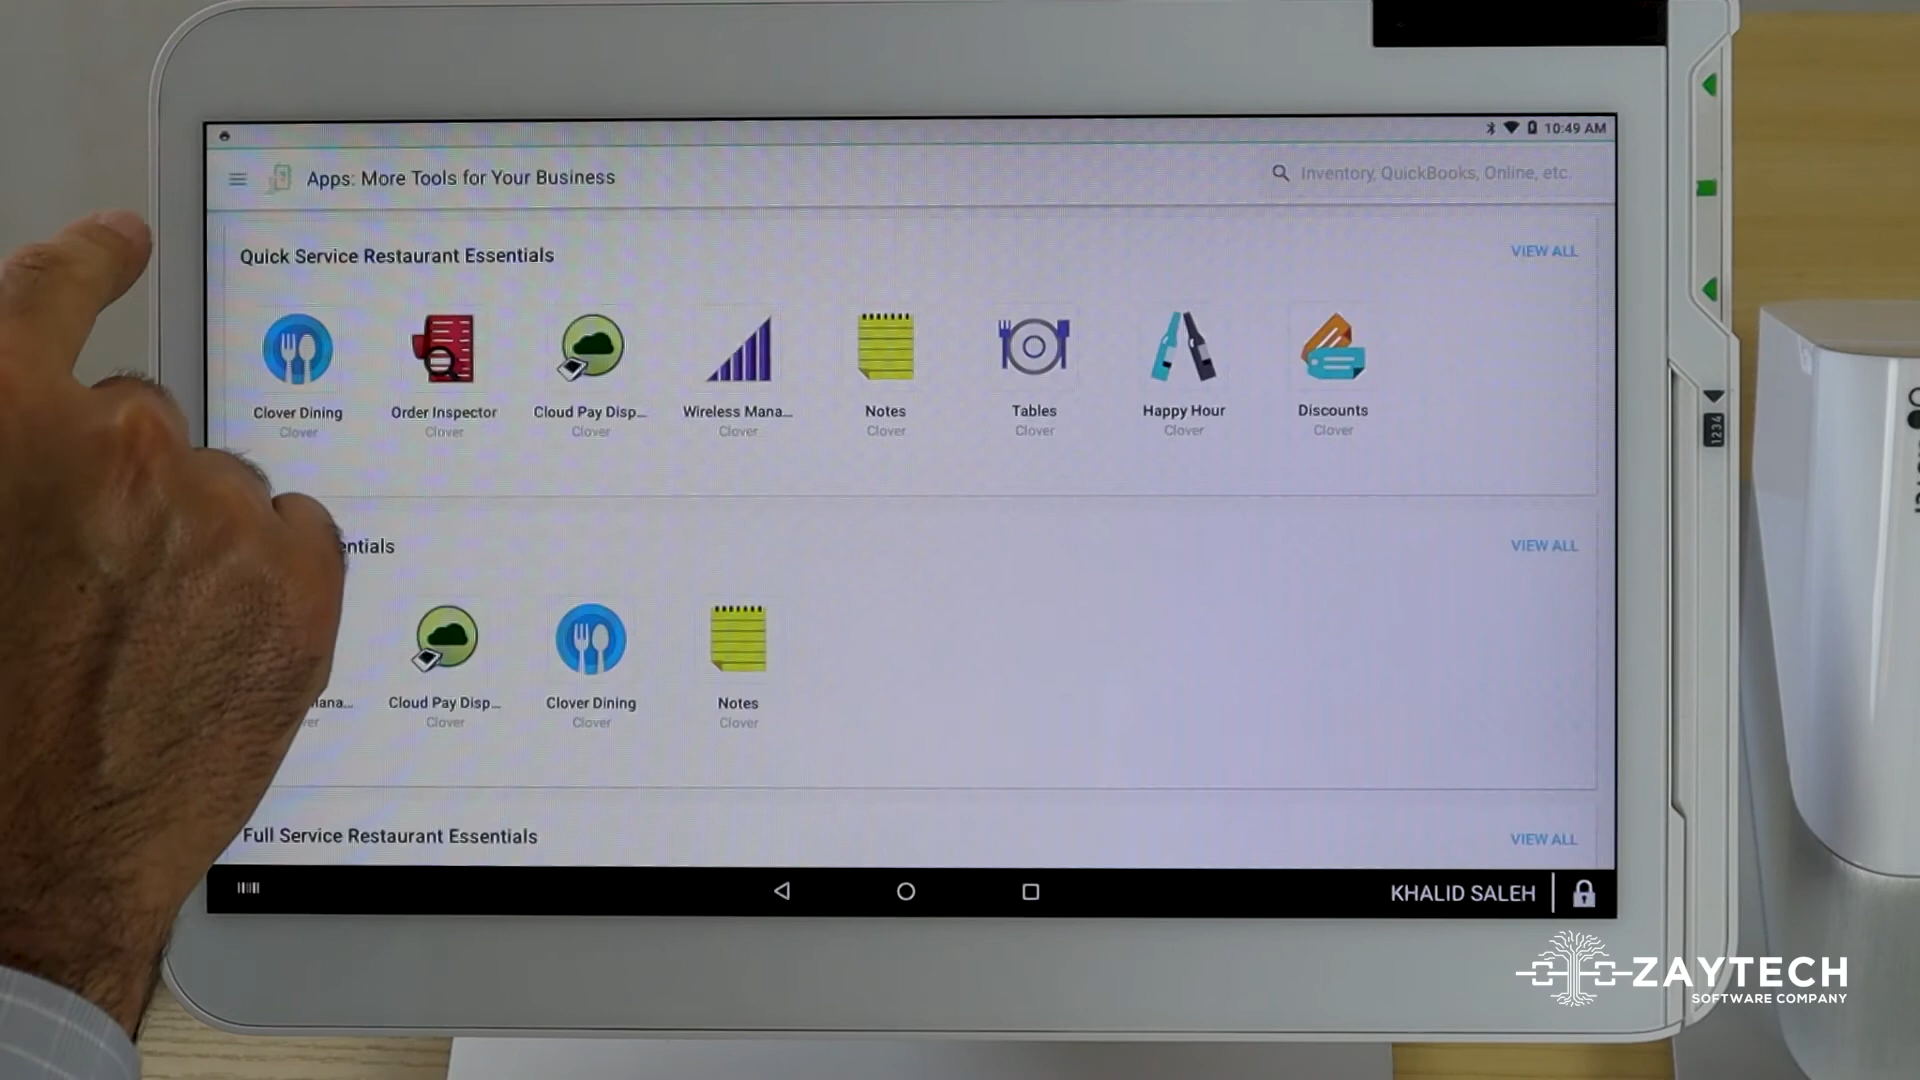 10:49 AM
Apps: More Tools for Your Business
Inventory, QuickBooks, Online, etc.
Quick Service Restaurant Essentials
VIEW ALL
Clover Dining
Clover
Order Inspector
Clover
Cloud Pay Disp...
Clover
Wireless Mana...
Clover
Notes
Clover
Tables
Clover
Happy Hour
Clover
Discounts
Clover
entials
VIEW ALL
Mana...
ver
Cloud Pay Disp...
Clover
Clover Dining
Clover
Notes
Clover
Full Service Restaurant Essentials
VIEW ALL
KHALID SALEH
1234
ZAYTECH
SOFTWARE COMPANY